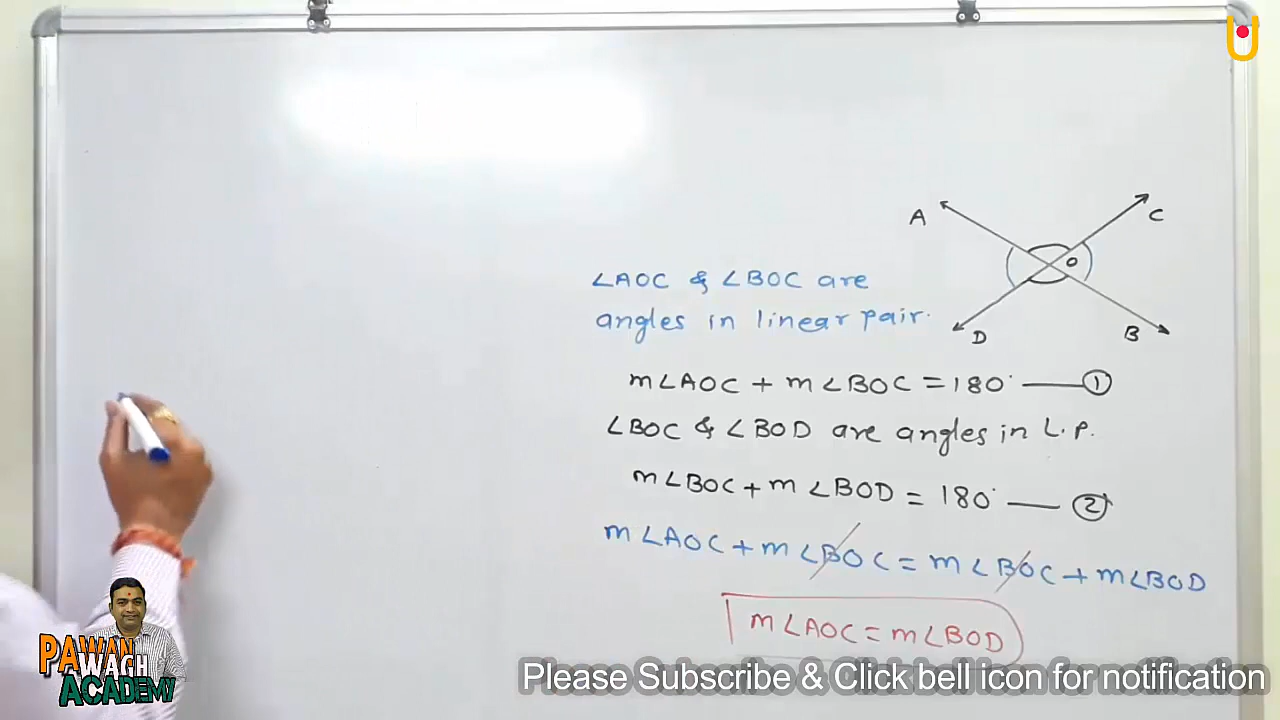 A
C
O
D
B
∠AOC & ∠BOC are
angles in linear pair.
m∠AOC + m∠BOC = 180° —— ①
∠BOC & ∠BOD are angles in L.P.
m∠BOC + m∠BOD = 180° —— ②
m∠AOC + m∠BOC = m∠BOC + m∠BOD
m∠AOC = m∠BOD
PAWAN
WAGH
ACADEMY
Please Subscribe & Click bell icon for notification